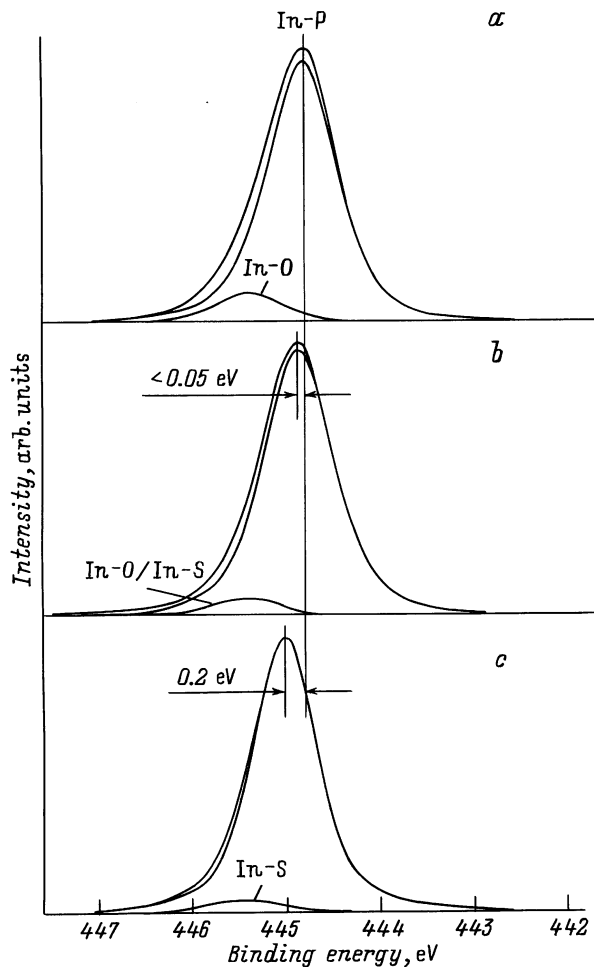 In-P
a
In-O
b
<0.05 eV
In-O/In-S
c
0.2 eV
In-S
Intensity, arb. units
447 446 445 444 443 442
Binding energy, eV